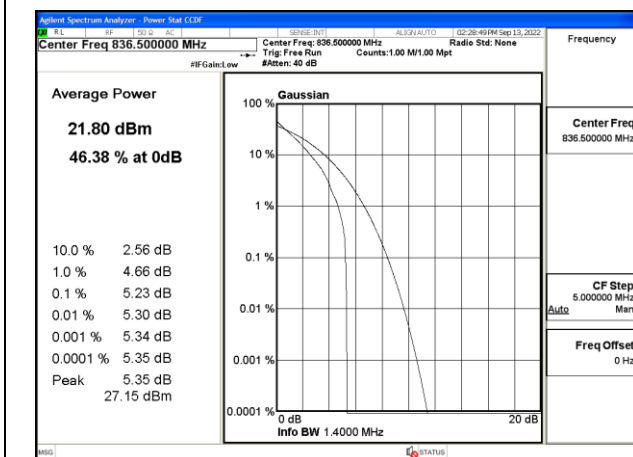 Agilent Spectrum Analyzer - Power Stat CCDF
RL RF 50 Ω AC SENSE:INT ALIGN AUTO 02:28:49 PM Sep 13, 2022
Center Freq 836.500000 MHz
Center Freq: 836.500000 MHz Radio Std: None
Trig: Free Run Counts:1.00 M/1.00 Mpt
#IFGain:Low #Atten: 40 dB
Frequency
Average Power
21.80 dBm
46.38 % at 0dB
10.0 % 2.56 dB
1.0 % 4.66 dB
0.1 % 5.23 dB
0.01 % 5.30 dB
0.001 % 5.34 dB
0.0001 % 5.35 dB
Peak 5.35 dB
27.15 dBm
Gaussian
100 %
10 %
1 %
0.1 %
0.01 %
0.001 %
0.0001 %
0 dB 20 dB
Info BW 1.4000 MHz
Center Freq
836.500000 MHz
CF Step
5.000000 MHz
Auto Man
Freq Offset
0 Hz
MSG STATUS